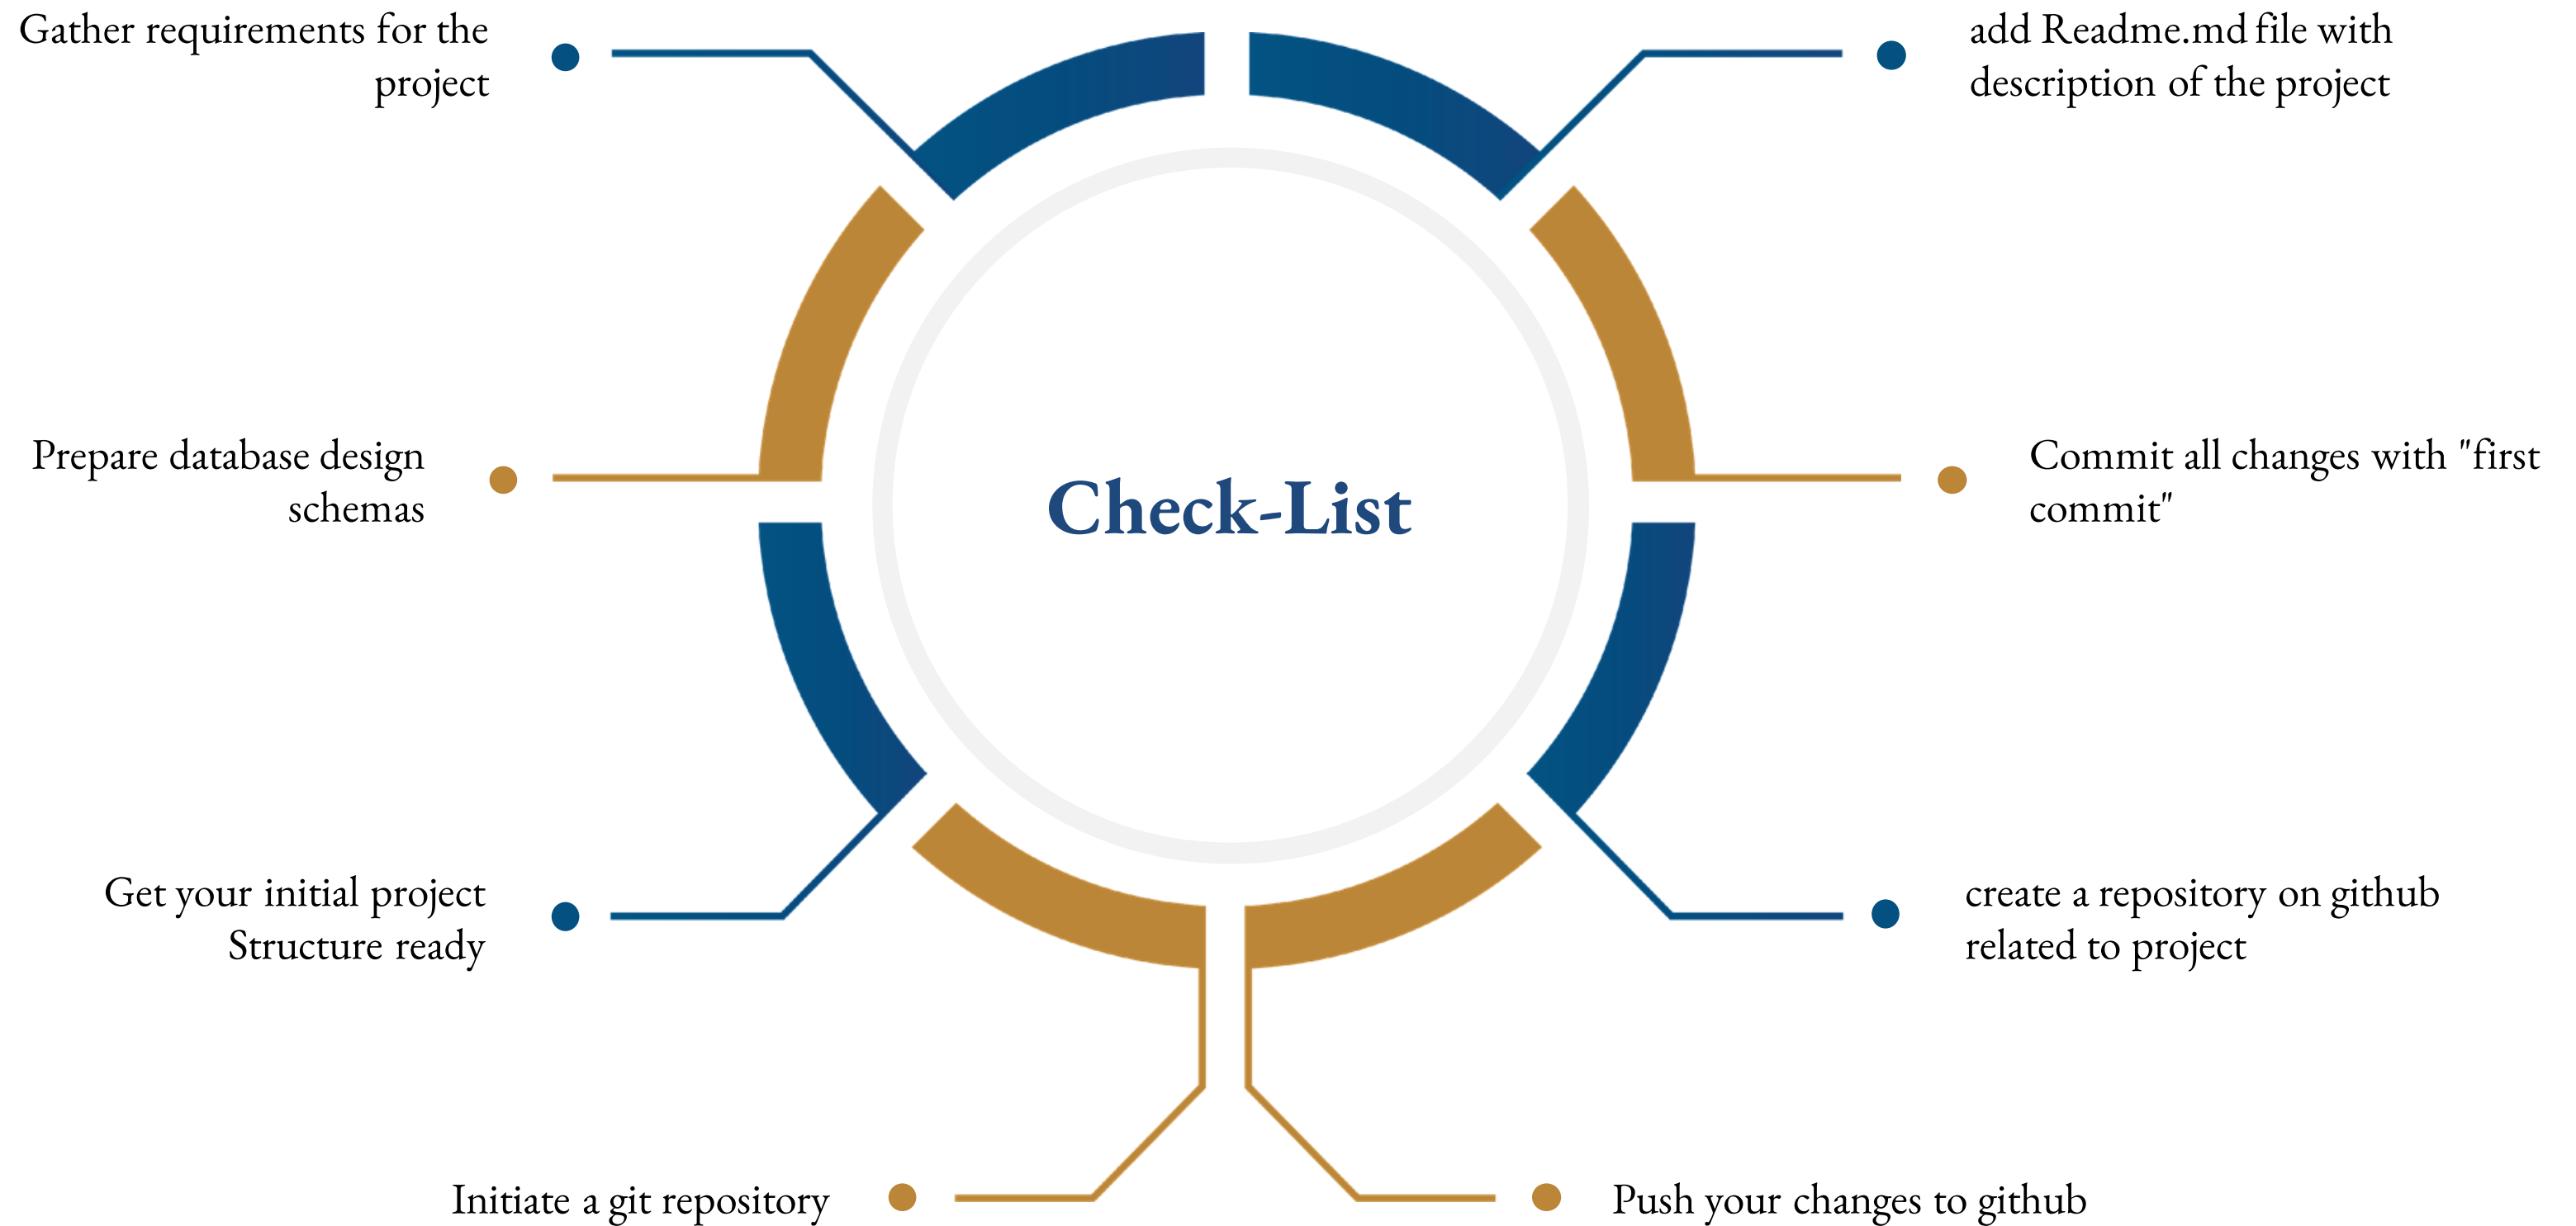 Gather requirements for the
project
Prepare database design
schemas
Get your initial project
Structure ready
Initiate a git repository
Check-List
add Readme.md file with
description of the project
Commit all changes with "first
commit"
create a repository on github
related to project
Push your changes to github